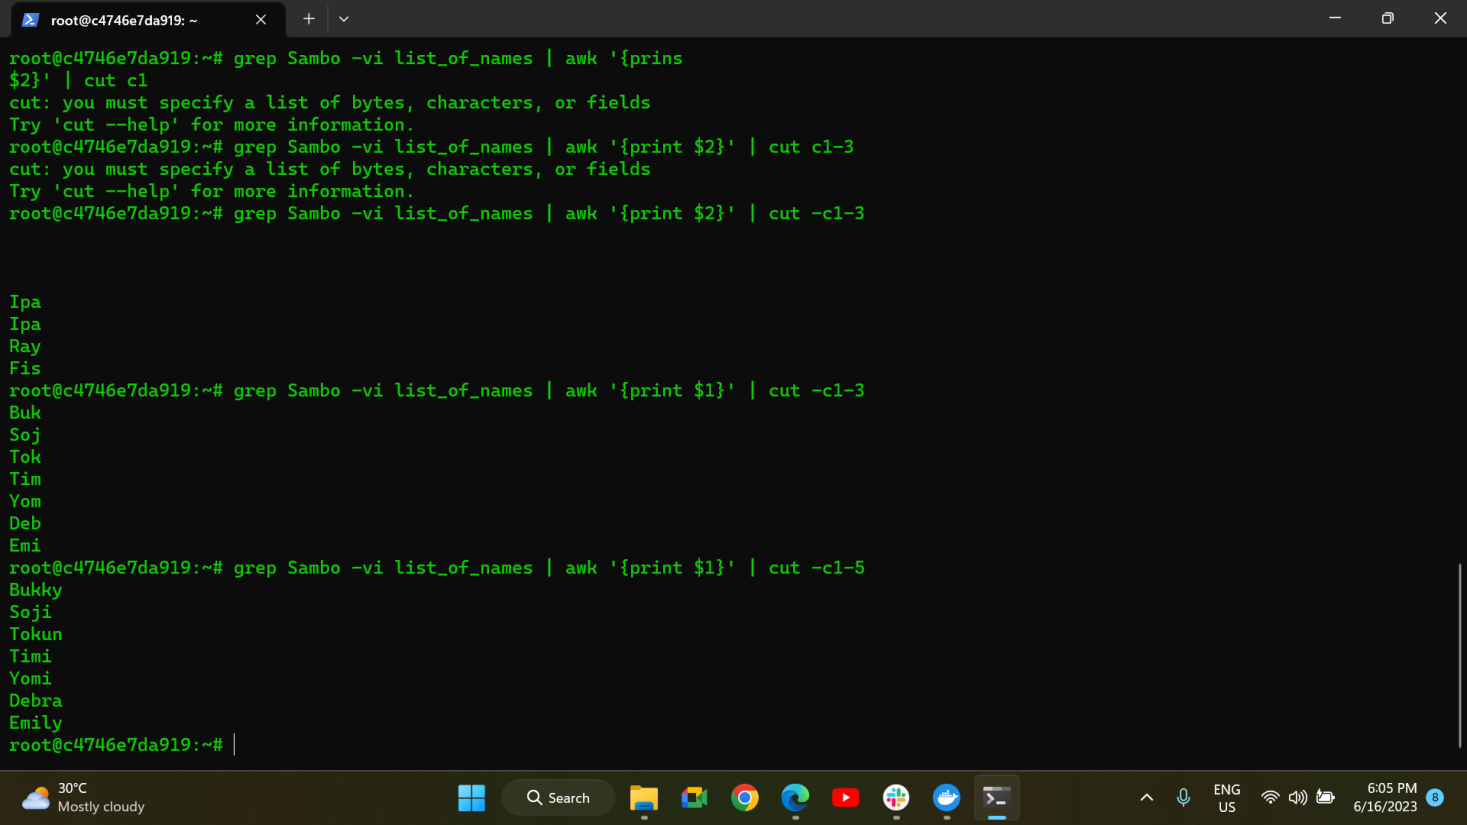 root@c4746e7da919: ~
root@c4746e7da919:~# grep Sambo -vi list_of_names | awk '{prins
$2}' | cut c1
cut: you must specify a list of bytes, characters, or fields
Try 'cut --help' for more information.
root@c4746e7da919:~# grep Sambo -vi list_of_names | awk '{print $2}' | cut c1-3
cut: you must specify a list of bytes, characters, or fields
Try 'cut --help' for more information.
root@c4746e7da919:~# grep Sambo -vi list_of_names | awk '{print $2}' | cut -c1-3
Ipa
Ipa
Ray
Fis
root@c4746e7da919:~# grep Sambo -vi list_of_names | awk '{print $1}' | cut -c1-3
Buk
Soj
Tok
Tim
Yom
Deb
Emi
root@c4746e7da919:~# grep Sambo -vi list_of_names | awk '{print $1}' | cut -c1-5
Bukky
Soji
Tokun
Timi
Yomi
Debra
Emily
root@c4746e7da919:~#
30°C
Mostly cloudy
Search
ENG
US
6:05 PM
6/16/2023
8